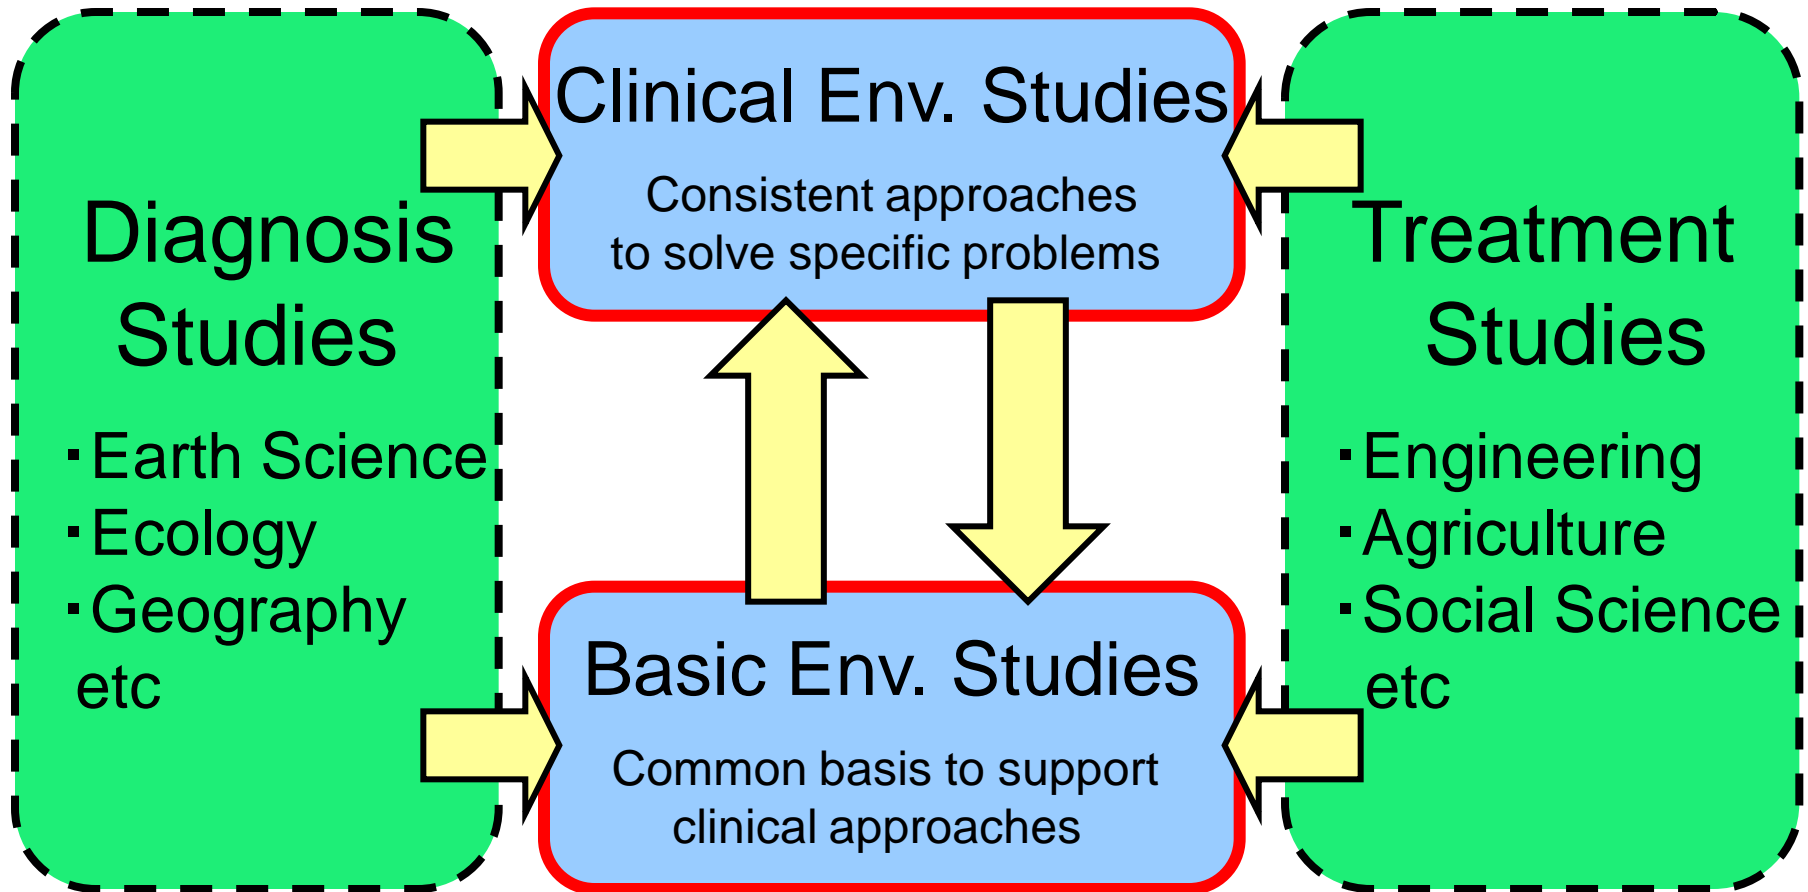 Diagnosis
Studies
・Earth Science
・Ecology
・Geography
etc
Clinical Env. Studies
Consistent approaches
to solve specific problems
Basic Env. Studies
Common basis to support
clinical approaches
Treatment
Studies
・Engineering
・Agriculture
・Social Science
etc